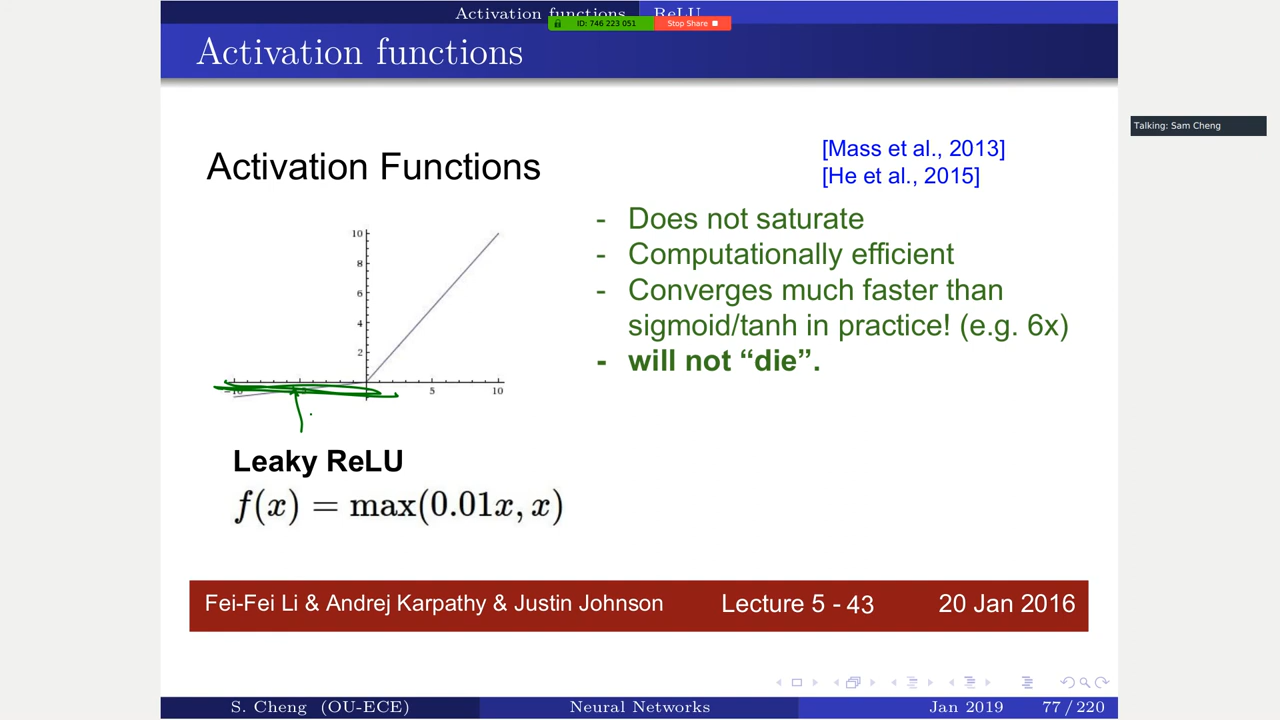 Activation functions ReLU
ID: 746 223 051 Stop Share
Activation functions
Talking: Sam Cheng
Activation Functions
[Mass et al., 2013]
[He et al., 2015]
- Does not saturate
- Computationally efficient
- Converges much faster than
sigmoid/tanh in practice! (e.g. 6x)
- will not “die”.
10
8
6
4
2
5 10
Leaky ReLU
f(x) = max(0.01x, x)
Fei-Fei Li & Andrej Karpathy & Justin Johnson Lecture 5 - 43 20 Jan 2016
S. Cheng (OU-ECE) Neural Networks Jan 2019 77 / 220